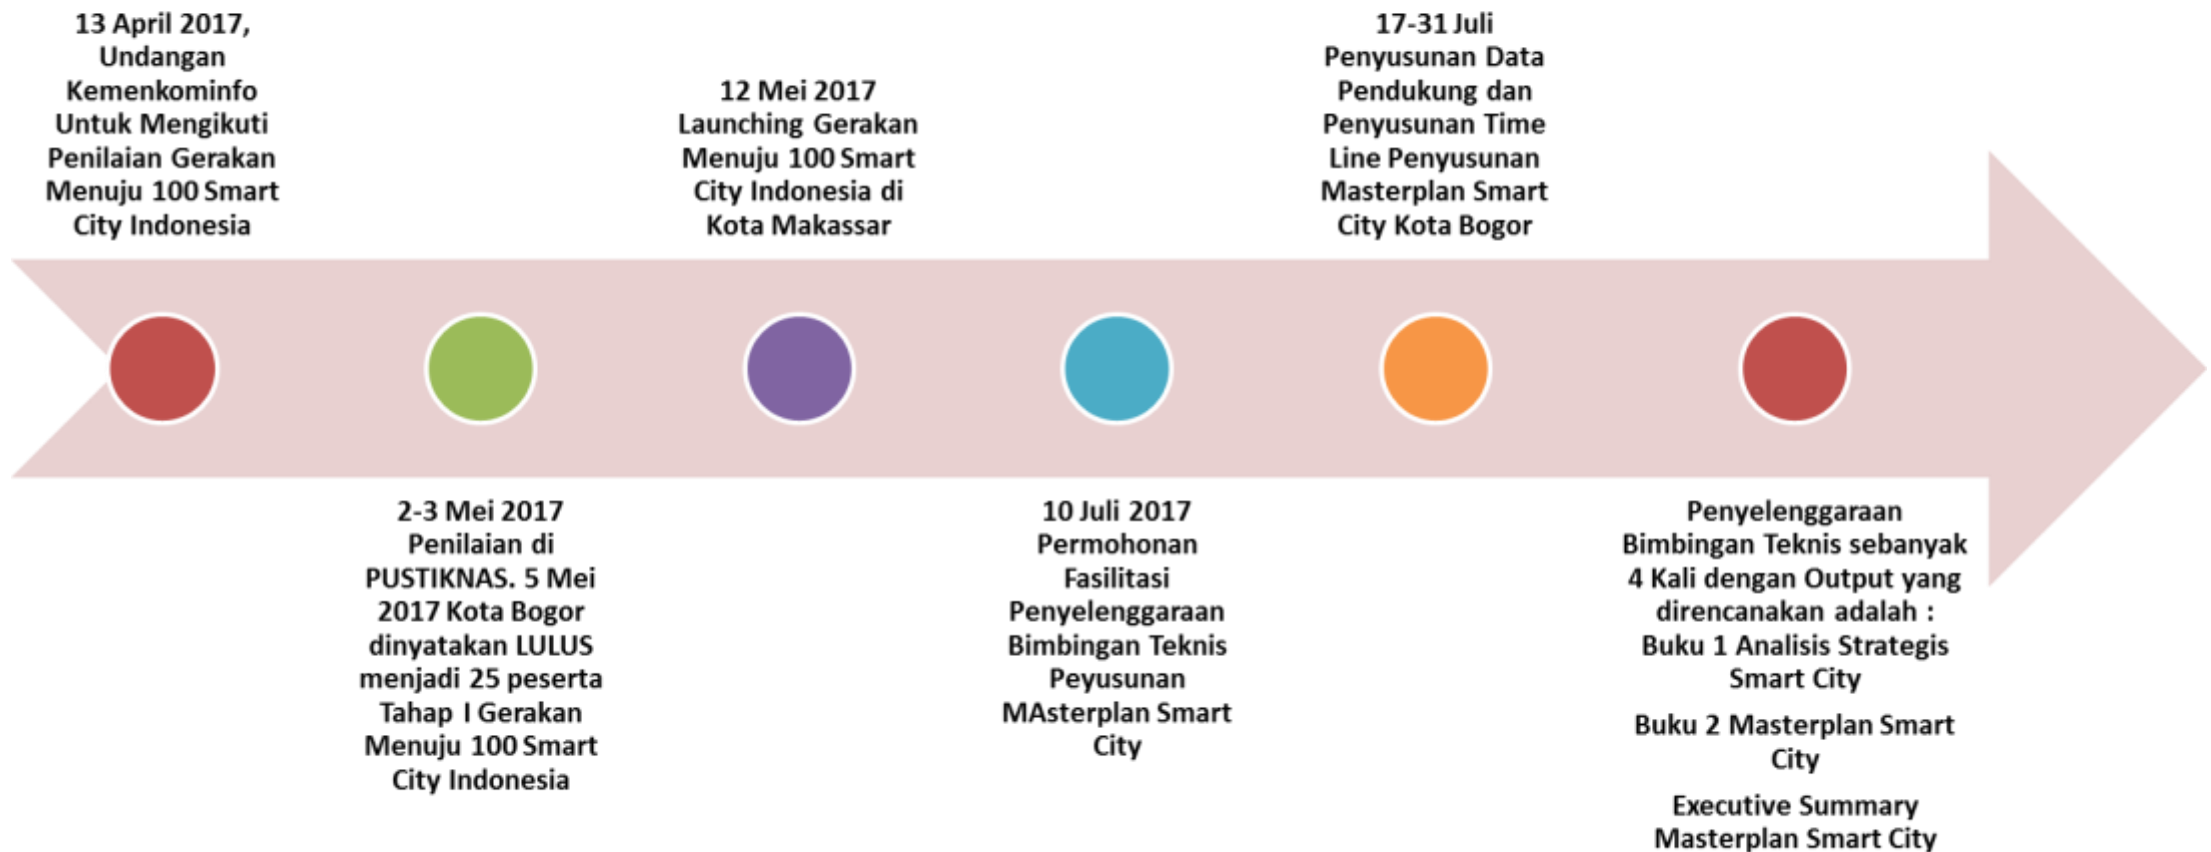 13 April 2017,
Undangan
Kemenkominfo
Untuk Mengikuti
Penilaian Gerakan
Menuju 100 Smart
City Indonesia
2-3 Mei 2017
Penilaian di
PUSTIKNAS. 5 Mei
2017 Kota Bogor
dinyatakan LULUS
menjadi 25 peserta
Tahap I Gerakan
Menuju 100 Smart
City Indonesia
12 Mei 2017
Launching Gerakan
Menuju 100 Smart
City Indonesia di
Kota Makassar
10 Juli 2017
Permohonan
Fasilitasi
Penyelenggaraan
Bimbingan Teknis
Peyusunan
MAsterplan Smart
City
17-31 Juli
Penyusunan Data
Pendukung dan
Penyusunan Time
Line Penyusunan
Masterplan Smart
City Kota Bogor
Penyelenggaraan
Bimbingan Teknis sebanyak
4 Kali dengan Output yang
direncanakan adalah :
Buku 1 Analisis Strategis
Smart City
Buku 2 Masterplan Smart
City
Executive Summary
Masterplan Smart City